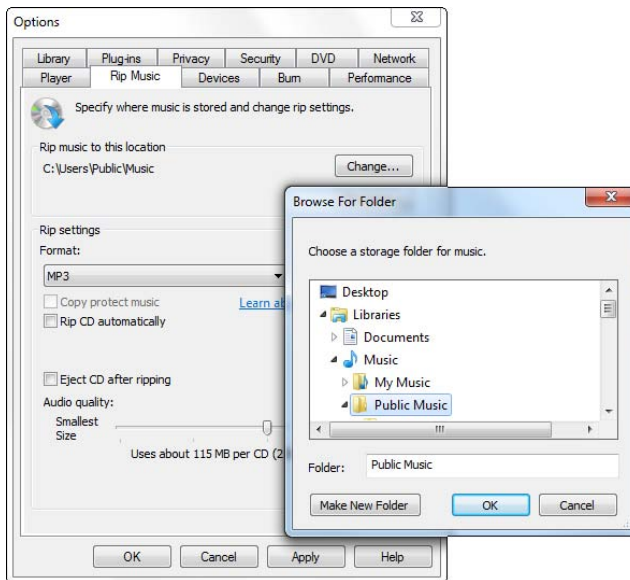 Options
Library Plug-ins Privacy Security DVD Network
Player Rip Music Devices Burn Performance
Specify where music is stored and change rip settings.
Rip music to this location
C:\Users\Public\Music
Change...
Rip settings
Format:
MP3
Copy protect music
Learn
Rip CD automatically
Eject CD after ripping
Audio quality:
Smallest
Size
Uses about 115 MB per CD (2
OK Cancel Apply Help
Browse For Folder
Choose a storage folder for music.
Desktop
Libraries
Documents
Music
My Music
Public Music
Folder: Public Music
Make New Folder OK Cancel